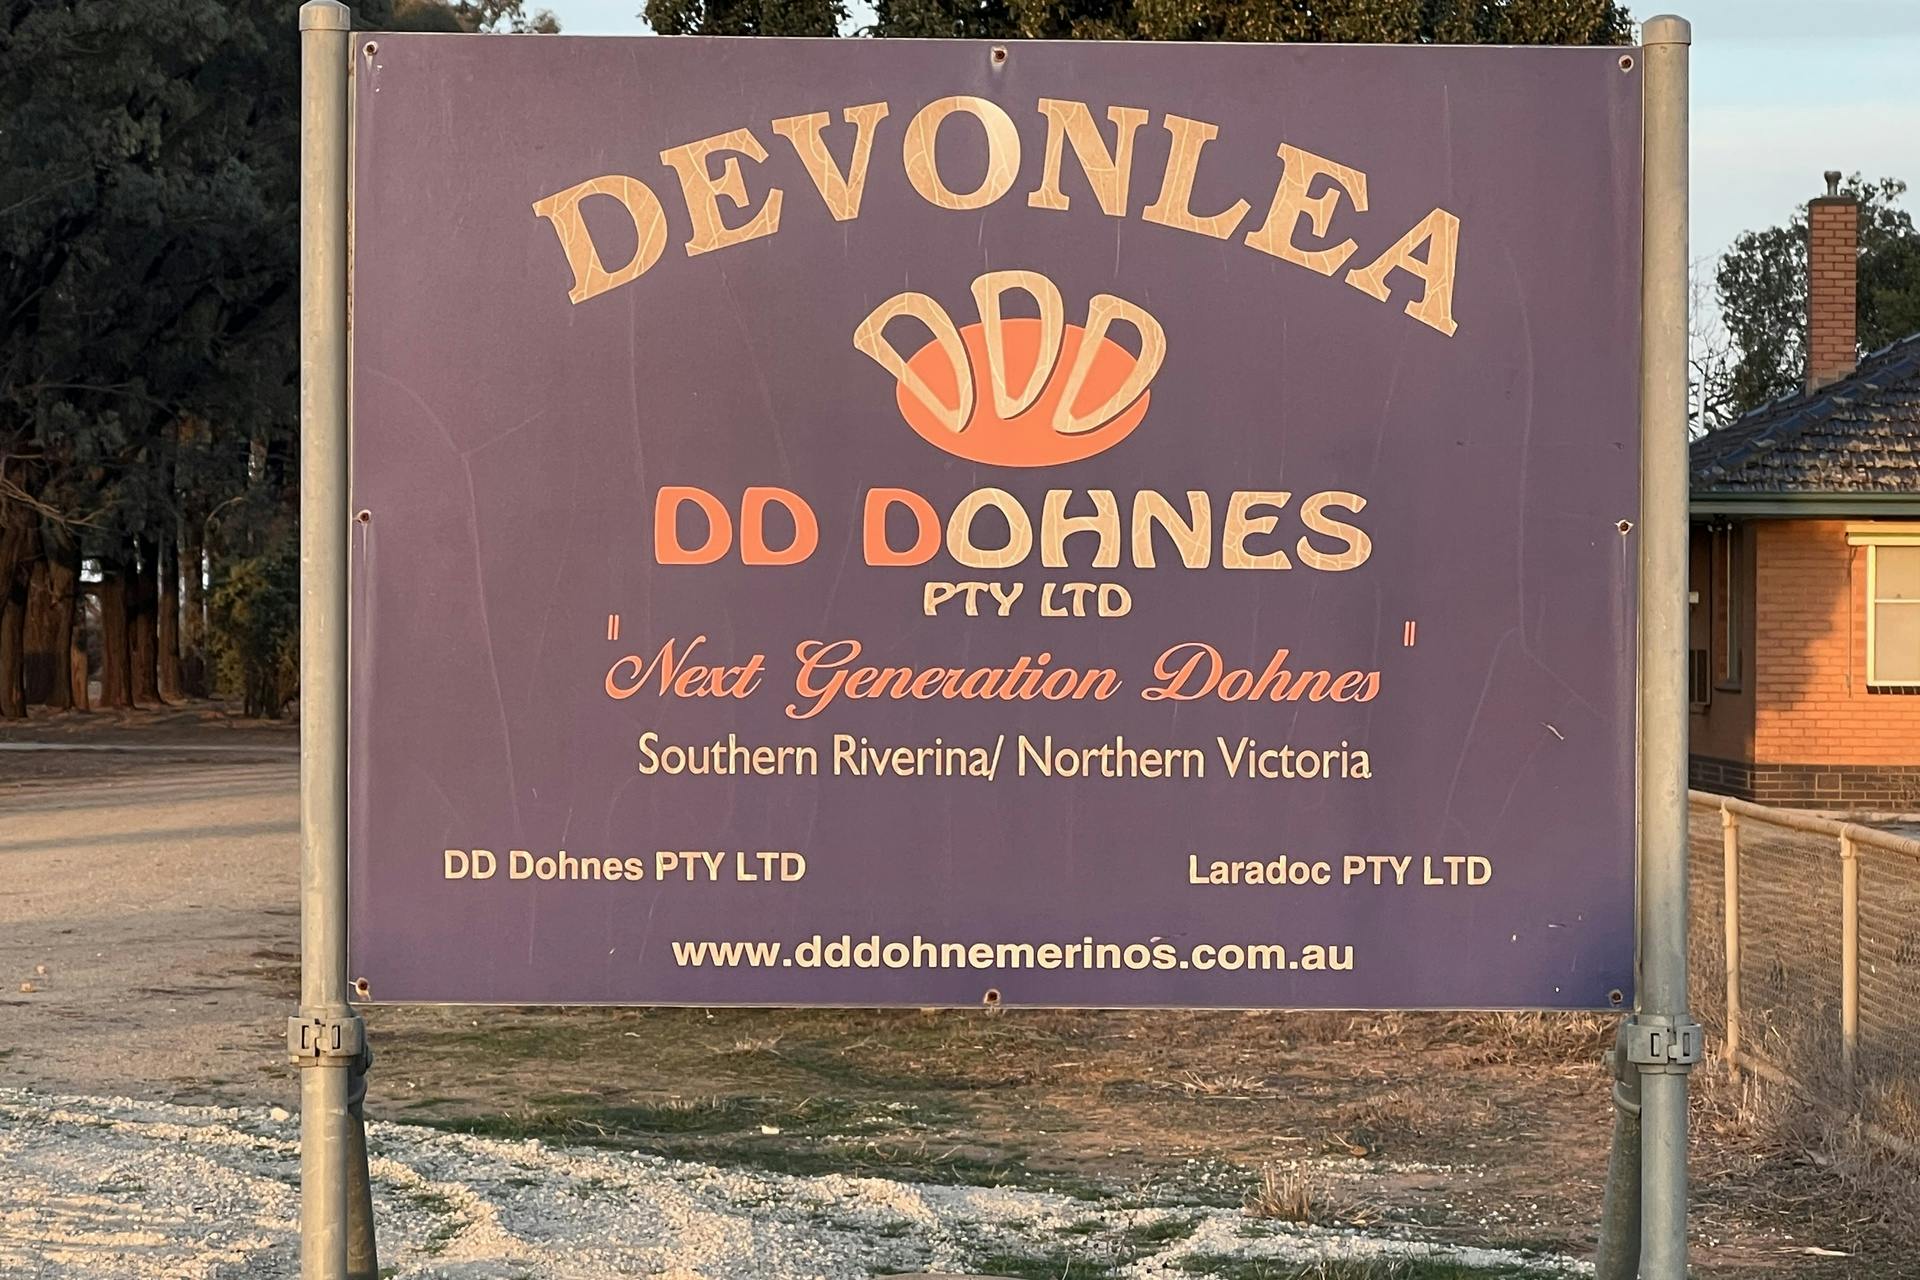 DEVONLEA
DDD
DD DOHNES
PTY LTD
"Next Generation Dohnes"
Southern Riverina/ Northern Victoria
DD Dohnes PTY LTD
Laradoc PTY LTD
www.dddohnemerinos.com.au